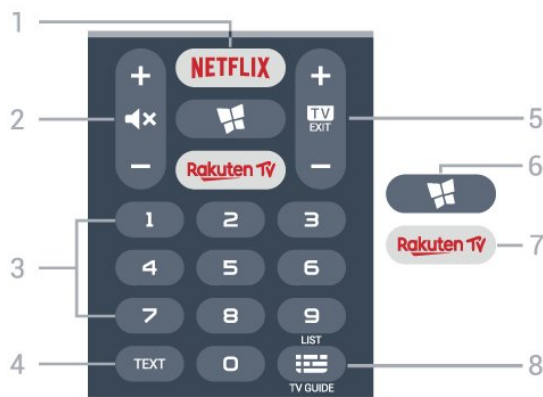 1
NETFLIX
+ +
2
TV
EXIT
5
− −
6
Rakuten TV
1 2 3
Rakuten TV
7
3
4 5 6
7 8 9
LIST
4
TEXT 0
8
TV GUIDE